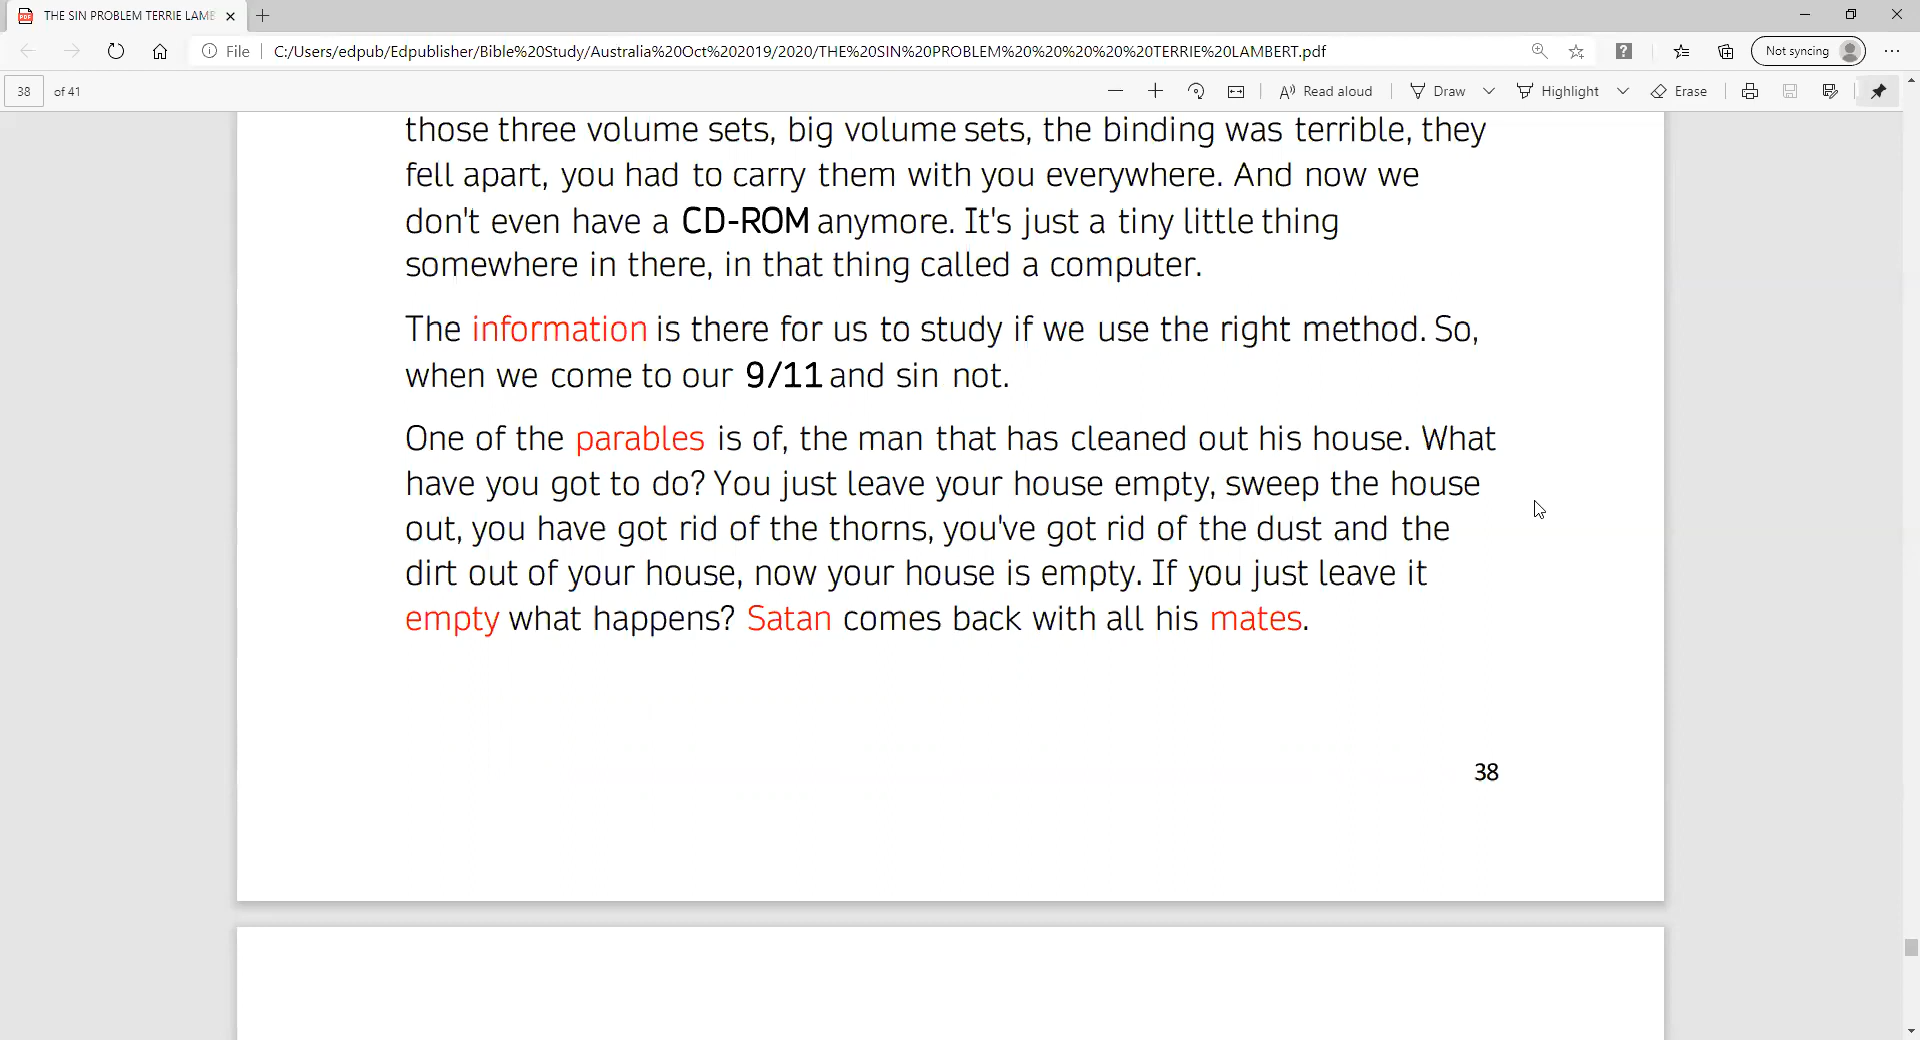 THE SIN PROBLEM TERRIE LAMB
File
C:/Users/edpub/Edpublisher/Bible%20Study/Australia%20Oct%202019/2020/THE%20SIN%20PROBLEM%20%20%20%20%20TERRIE%20LAMBERT.pdf
Not syncing
38 of 41
Read aloud
Draw
Highlight
Erase
those three volume sets, big volume sets, the binding was terrible, they
fell apart, you had to carry them with you everywhere. And now we
don't even have a CD-ROM anymore. It's just a tiny little thing
somewhere in there, in that thing called a computer.
The information is there for us to study if we use the right method. So,
when we come to our 9/11 and sin not.
One of the parables is of, the man that has cleaned out his house. What
have you got to do? You just leave your house empty, sweep the house
out, you have got rid of the thorns, you've got rid of the dust and the
dirt out of your house, now your house is empty. If you just leave it
empty what happens? Satan comes back with all his mates.
38